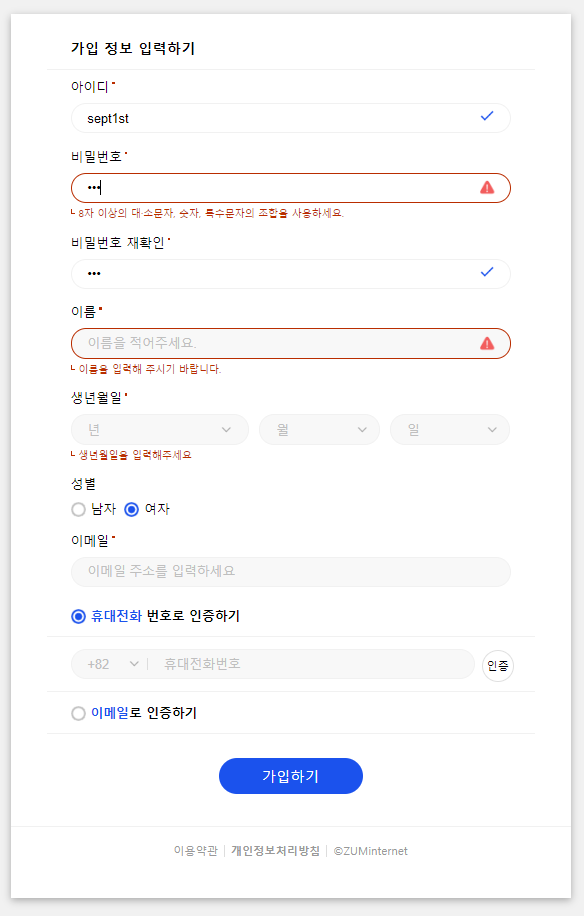 가입 정보 입력하기
아이디*
sept1st
비밀번호*
•••
8자 이상의 대·소문자, 숫자, 특수문자의 조합을 사용하세요.
비밀번호 재확인*
•••
이름*
이름을 적어주세요.
이름을 입력해 주시기 바랍니다.
생년월일*
년 월 일
생년월일을 입력해주세요
성별
남자 여자
이메일*
이메일 주소를 입력하세요
휴대전화 번호로 인증하기
+82 휴대전화번호 인증
이메일로 인증하기
가입하기
이용약관 | 개인정보처리방침 | ©ZUMinternet